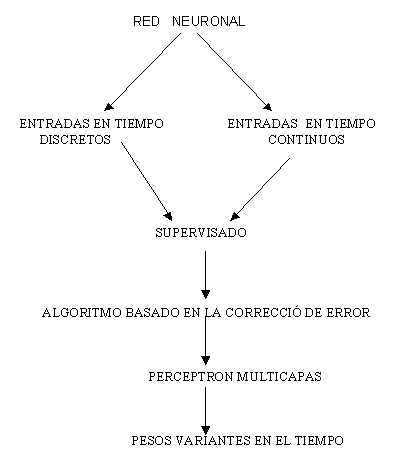 RED NEURONAL
ENTRADAS EN TIEMPO
DISCRETOS
ENTRADAS EN TIEMPO
CONTINUOS
SUPERVISADO
ALGORITMO BASADO EN LA CORRECCIÓ DE ERROR
PERCEPTRON MULTICAPAS
PESOS VARIANTES EN EL TIEMPO